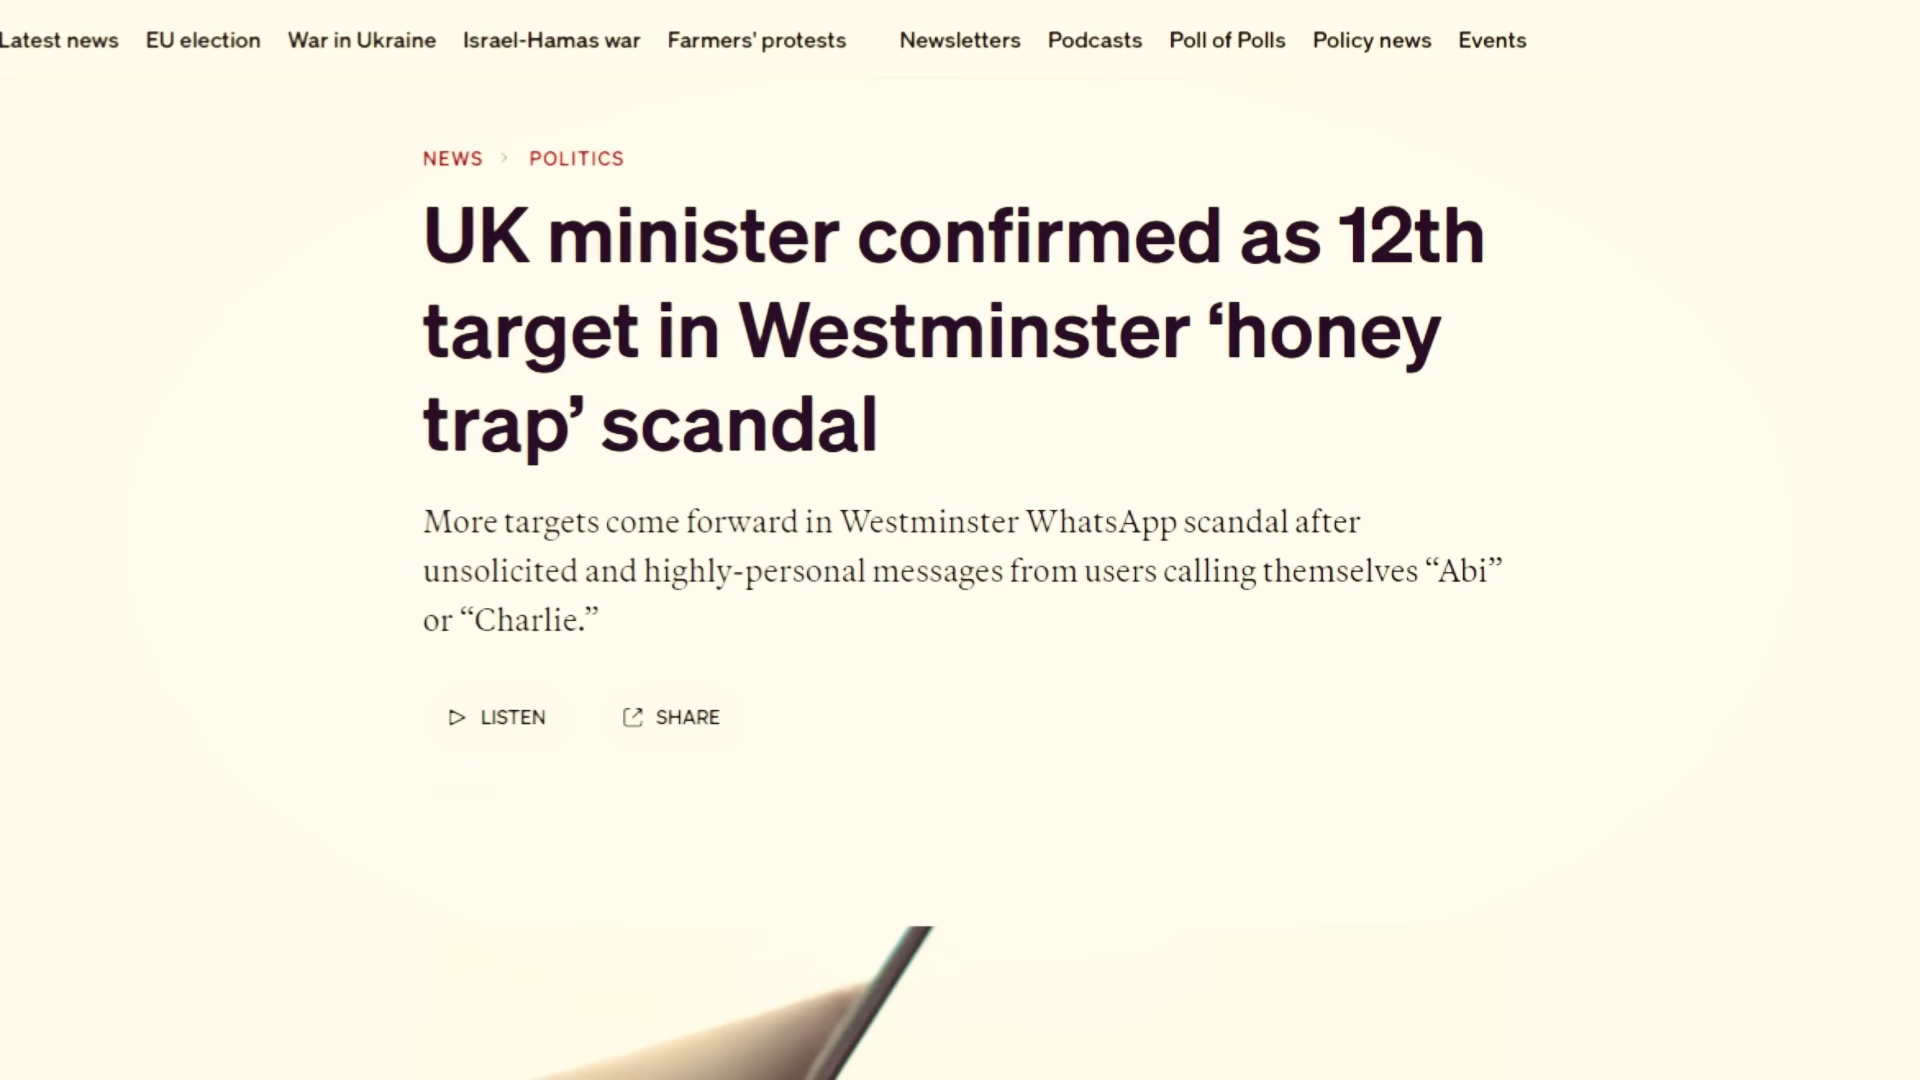 Latest news EU election War in Ukraine Israel-Hamas war Farmers' protests Newsletters Podcasts Poll of Polls Policy news Events
NEWS > POLITICS
UK minister confirmed as 12th
target in Westminster ‘honey
trap’ scandal
More targets come forward in Westminster WhatsApp scandal after
unsolicited and highly-personal messages from users calling themselves “Abi”
or “Charlie.”
LISTEN SHARE